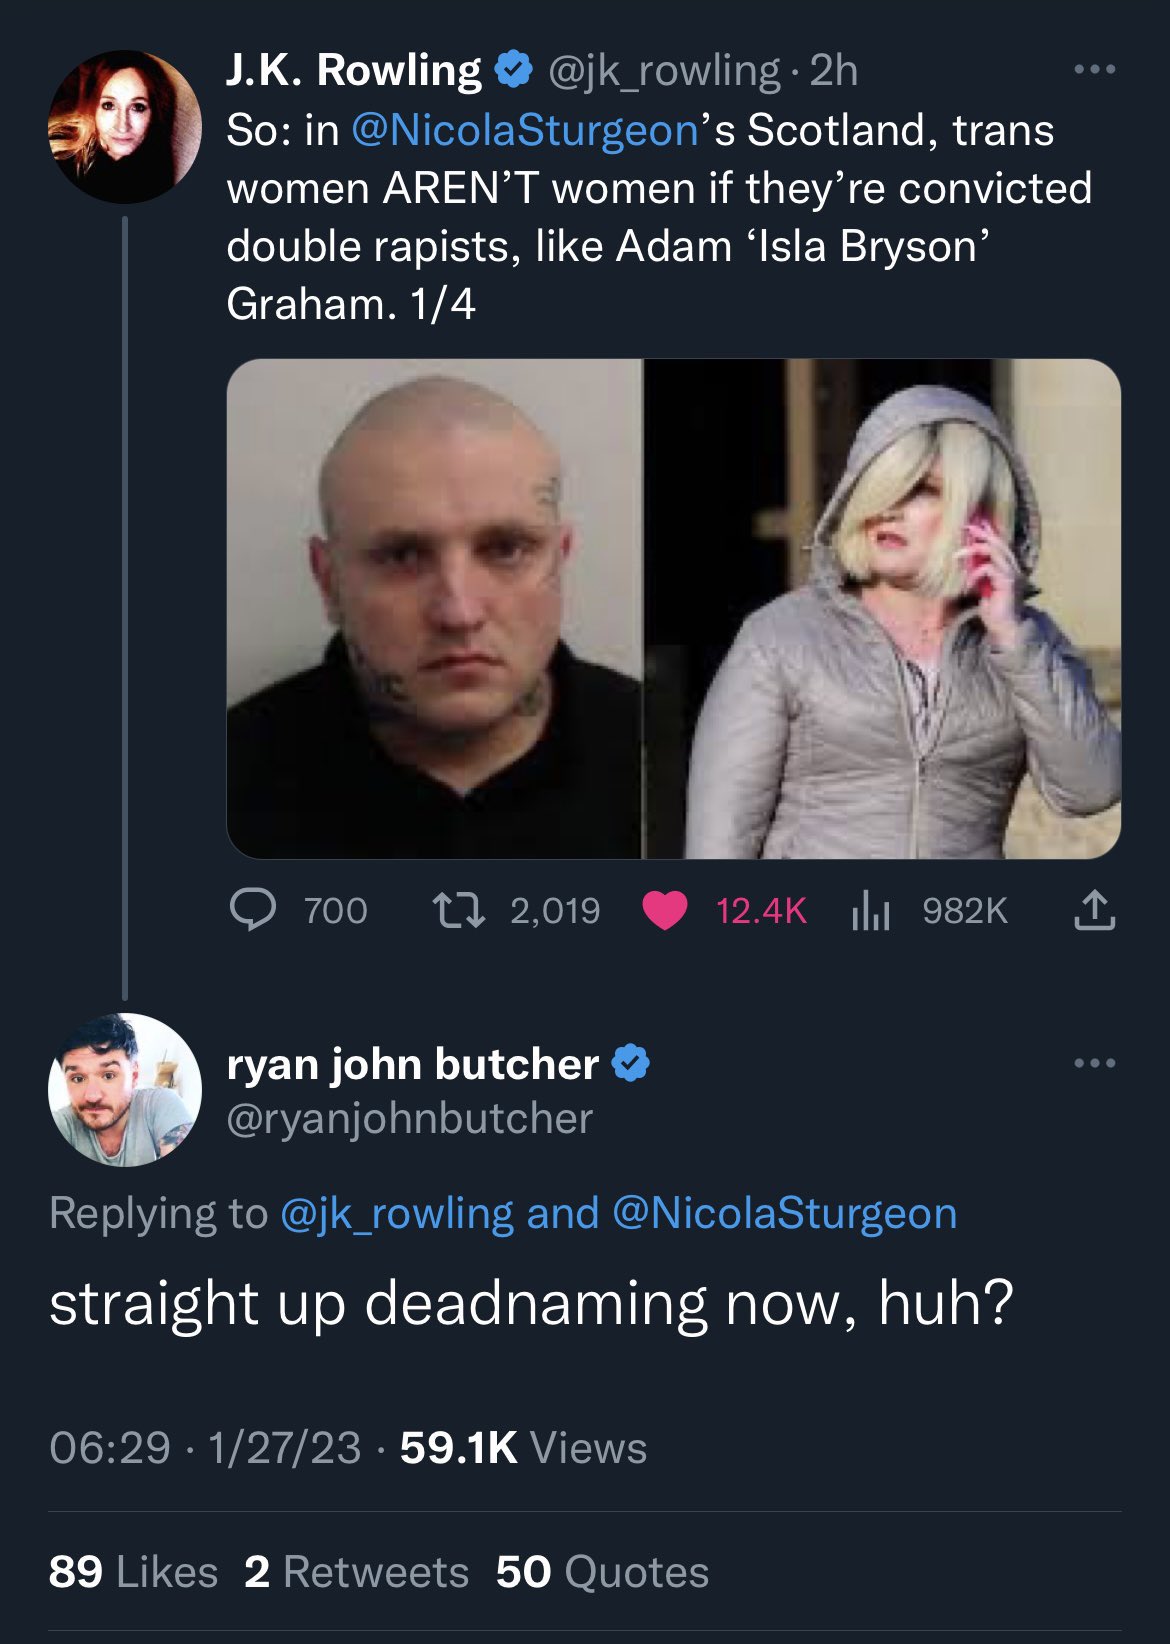 J.K. Rowling @jk_rowling · 2h
So: in @NicolaSturgeon’s Scotland, trans
women AREN’T women if they’re convicted
double rapists, like Adam ‘Isla Bryson’
Graham. 1/4
700 2,019 12.4K 982K
ryan john butcher
@ryanjohnbutcher
Replying to @jk_rowling and @NicolaSturgeon
straight up deadnaming now, huh?
06:29 · 1/27/23 · 59.1K Views
89 Likes 2 Retweets 50 Quotes